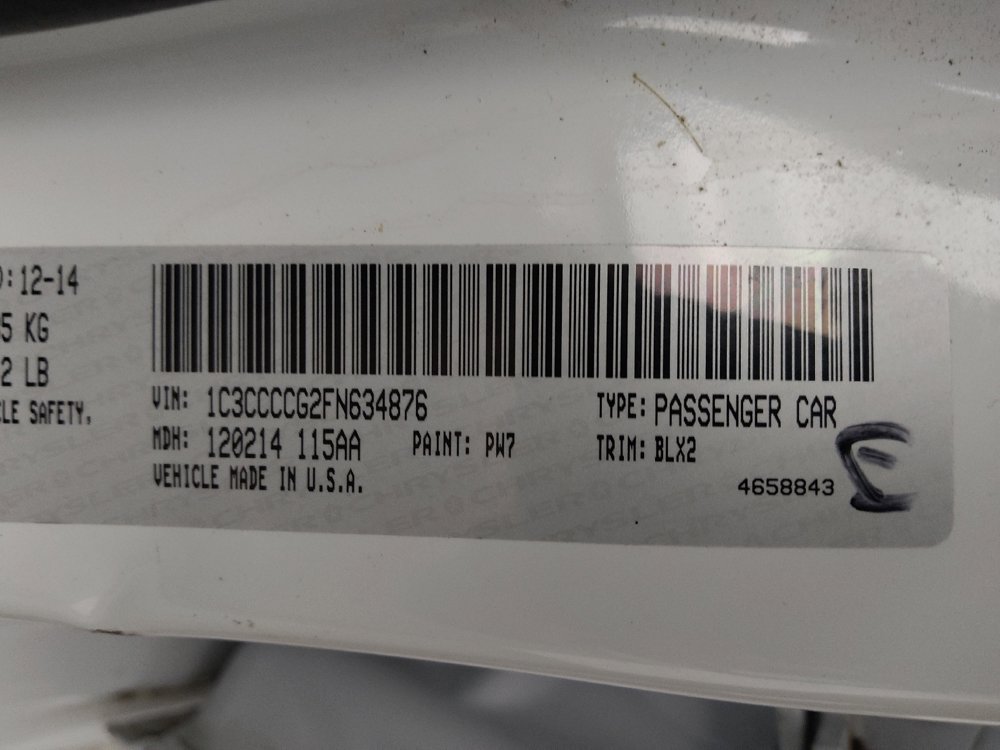 12-14
5 KG
2 LB
SAFETY,
VIN: 1C3CCCCG2FN634876
TYPE: PASSENGER CAR
MDH: 120214 115AA
PAINT: PW7
TRIM: BLX2
VEHICLE MADE IN U.S.A.
4658843
E